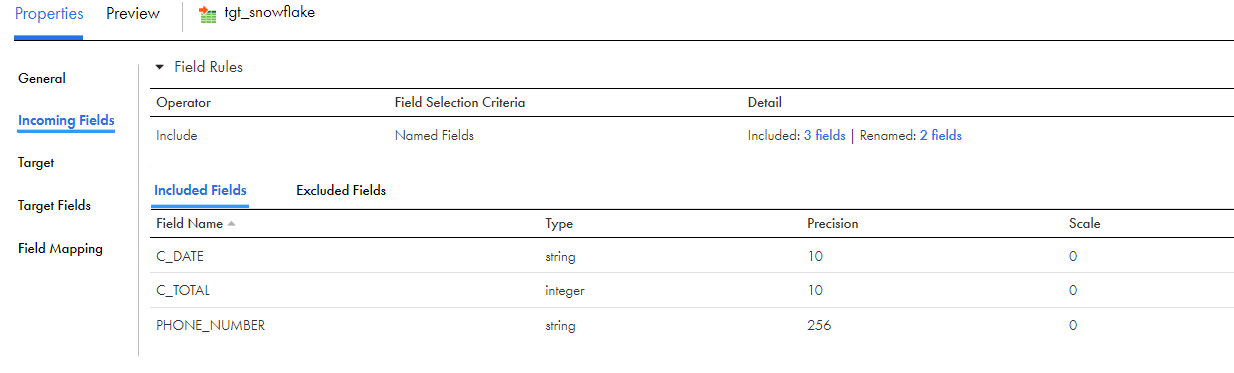 Properties Preview tgt_snowflake
General
Incoming Fields
Target
Target Fields
Field Mapping
Field Rules
Operator Field Selection Criteria Detail
Include Named Fields Included: 3 fields | Renamed: 2 fields
Included Fields Excluded Fields
Field Name Type Precision Scale
C_DATE string 10 0
C_TOTAL integer 10 0
PHONE_NUMBER string 256 0